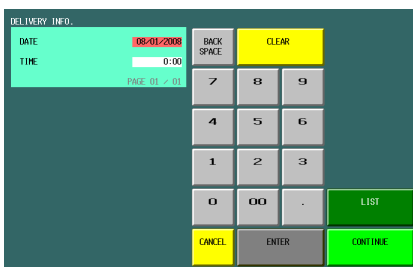 DELIVERY INFO.
DATE 08/01/2008
TIME 0:00
PAGE 01 / 01
BACK SPACE
CLEAR
7 8 9
4 5 6
1 2 3
0 00 .
LIST
CANCEL ENTER CONTINUE